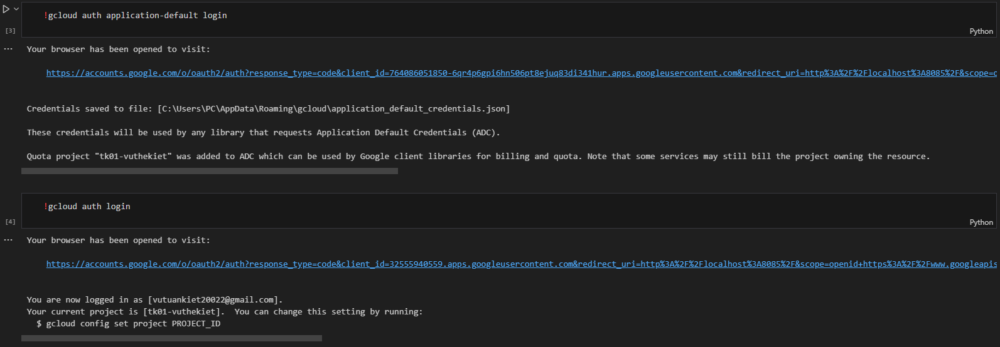 !gcloud auth application-default login
[3]
Python
Your browser has been opened to visit:
https://accounts.google.com/o/oauth2/auth?response_type=code&client_id=764086051850-6qr4p6gpi6hn506pt8ejuq83di341hur.apps.googleusercontent.com&redirect_uri=http%3A%2F%2Flocalhost%3A8085%2F&scope=o
Credentials saved to file: [C:\Users\PC\AppData\Roaming\gcloud\application_default_credentials.json]
These credentials will be used by any library that requests Application Default Credentials (ADC).
Quota project "tk01-vuthekiet" was added to ADC which can be used by Google client libraries for billing and quota. Note that some services may still bill the project owning the resource.
!gcloud auth login
[4]
Python
Your browser has been opened to visit:
https://accounts.google.com/o/oauth2/auth?response_type=code&client_id=32555940559.apps.googleusercontent.com&redirect_uri=http%3A%2F%2Flocalhost%3A8085%2F&scope=openid+https%3A%2F%2Fwww.googleapis
You are now logged in as [vutuankiet20022@gmail.com].
Your current project is [tk01-vuthekiet].  You can change this setting by running:
$ gcloud config set project PROJECT_ID